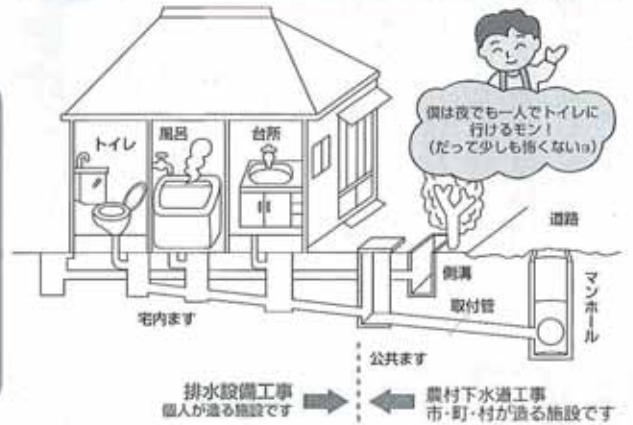 僕は夜でも一人でトイレに
行けるモン！
（だって少しも怖くないョ）
トイレ
風呂
台所
道路
側溝
取付管
マンホール
宅内ます
公共ます
排水設備工事
個人が造る施設です
農村下水道工事
市・町・村が造る施設です